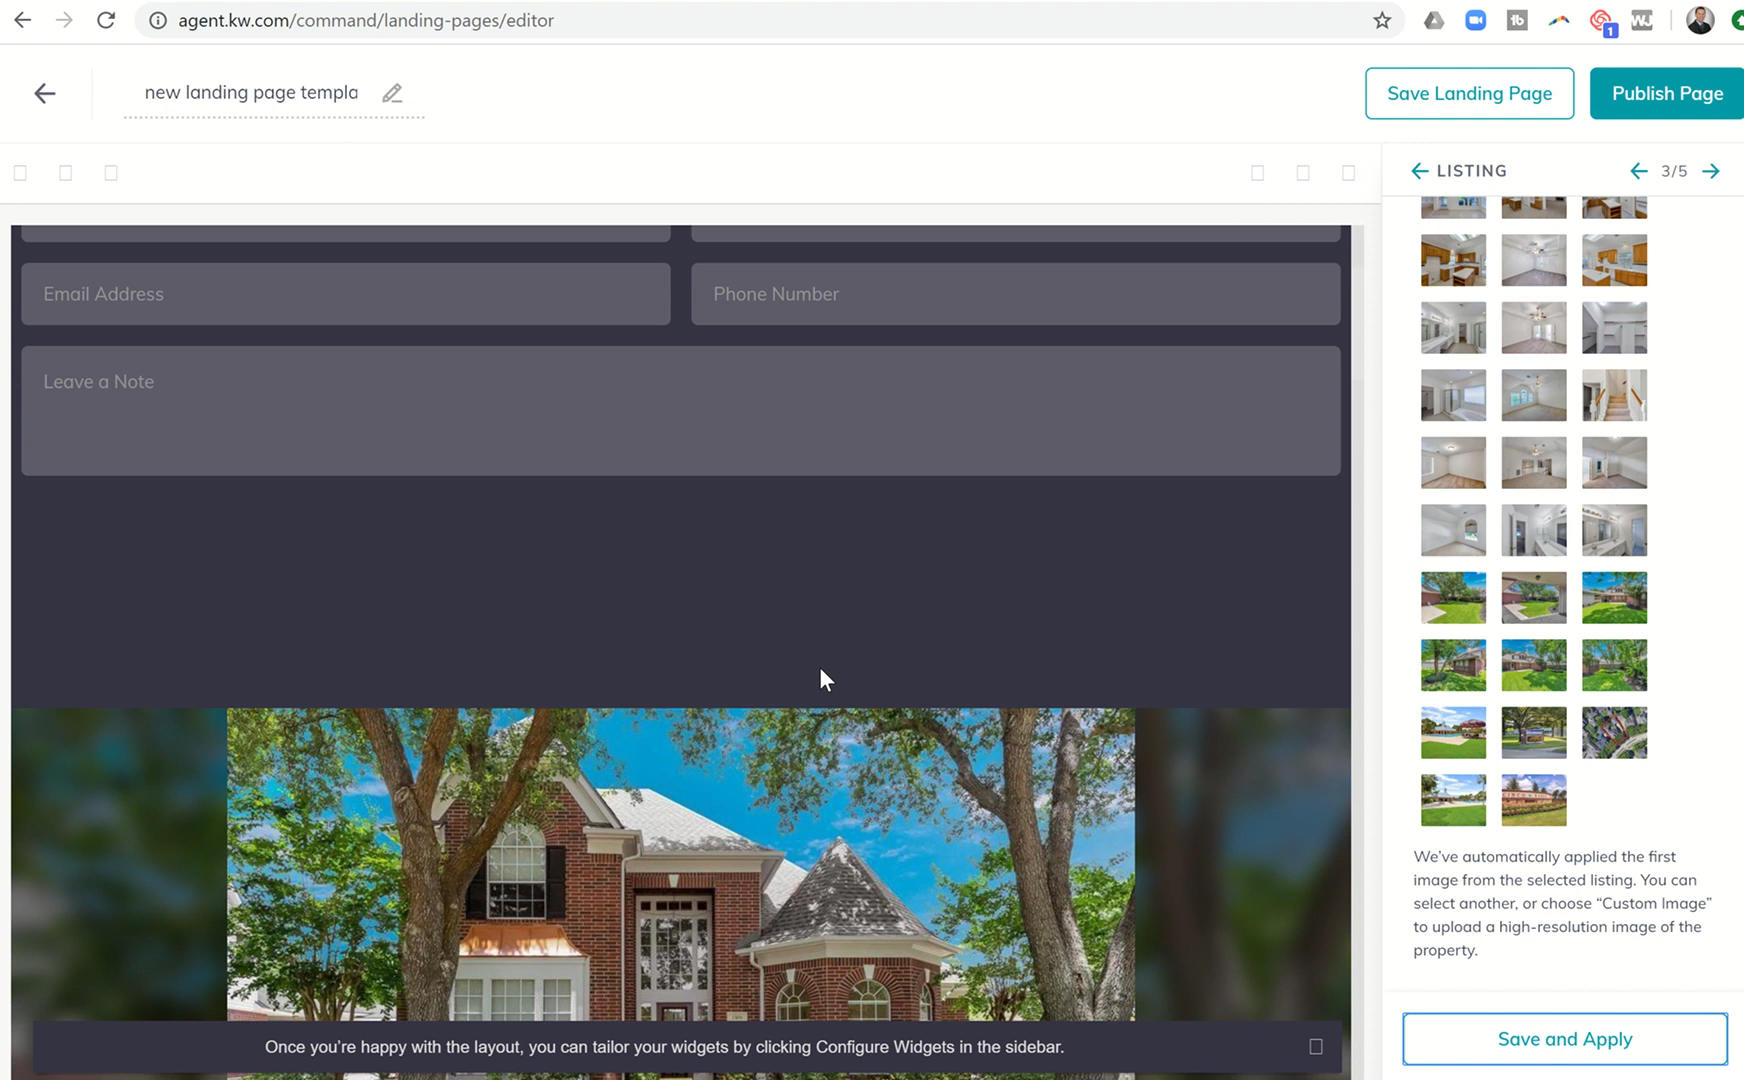 agent.kw.com/command/landing-pages/editor
tb
1
WJ
new landing page templa
Save Landing Page
Publish Page
LISTING
3/5
Email Address
Phone Number
Leave a Note
We've automatically applied the first
image from the selected listing. You can
select another, or choose “Custom Image”
to upload a high-resolution image of the
property.
Once you're happy with the layout, you can tailor your widgets by clicking Configure Widgets in the sidebar.
Save and Apply